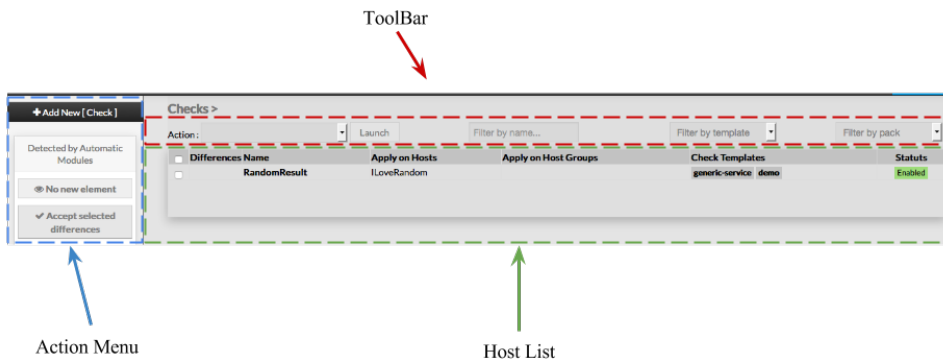 ToolBar
Add New [ Check ]
Checks >
Action:
Launch
Filter by name...
Filter by template
Filter by pack
Detected by Automatic
Modules
Differences Name Apply on Hosts Apply on Host Groups Check Templates Statuts
RandomResult ILoveRandom generic-service demo Enabled
No new element
Accept selected
differences
Action Menu
Host List